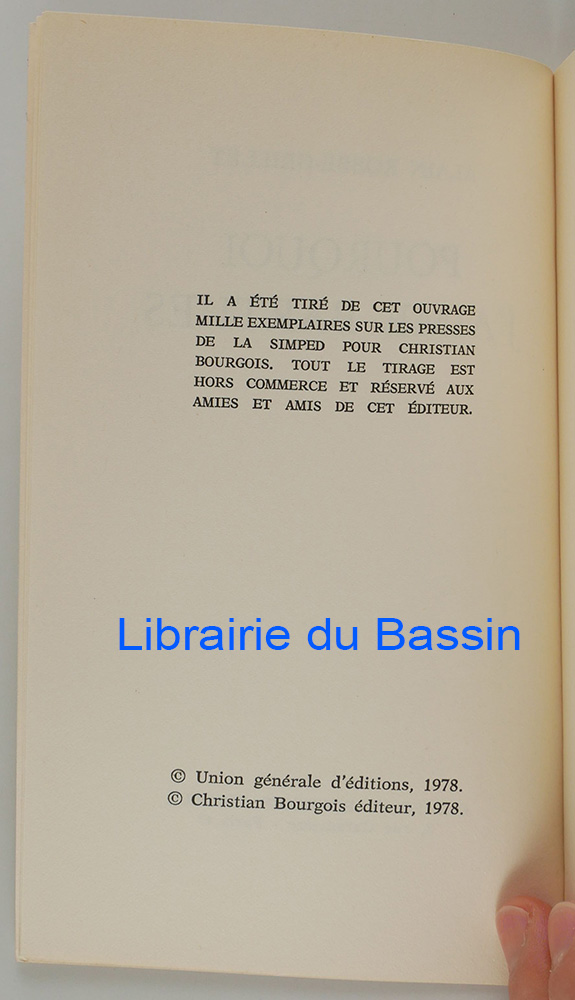 POURQUOI
IL A ÉTÉ TIRÉ DE CET OUVRAGE
MILLE EXEMPLAIRES SUR LES PRESSES
DE LA SIMPED POUR CHRISTIAN
BOURGOIS. TOUT LE TIRAGE EST
HORS COMMERCE ET RÉSERVÉ AUX
AMIES ET AMIS DE CET ÉDITEUR.
Librairie du Bassin
© Union générale d'éditions, 1978.
© Christian Bourgois éditeur, 1978.